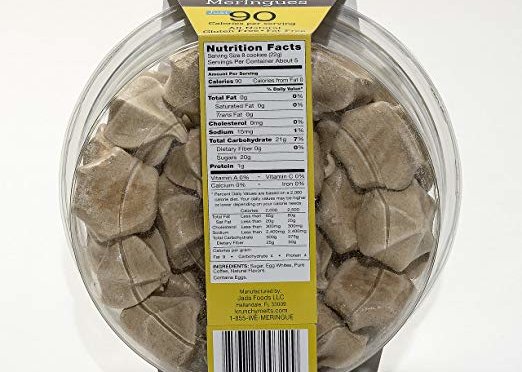 Meringues
Just
90
Calories per serving
All Natural
Gluten Free • Fat Free
Nutrition Facts
Serving Size 8 cookies (22g)
Servings Per Container About 5
Amount Per Serving
Calories 90 Calories from Fat 0
% Daily Value*
Total Fat 0g 0%
Saturated Fat 0g 0%
Trans Fat 0g
Cholesterol 0mg 0%
Sodium 15mg 1%
Total Carbohydrate 21g 7%
Dietary Fiber 0g 0%
Sugars 20g
Protein 1g
Vitamin A 0% • Vitamin C 0%
Calcium 0% • Iron 0%
* Percent Daily Values are based on a 2,000
calorie diet. Your daily values may be higher
or lower depending on your calorie needs:
Calories 2,000 2,500
Total Fat Less than 65g 80g
Sat Fat Less than 20g 25g
Cholesterol Less than 300mg 300mg
Sodium Less than 2,400mg 2,400mg
Total Carbohydrate 300g 375g
Dietary Fiber 25g 30g
Calories per gram:
Fat 9 • Carbohydrate 4 • Protein 4
INGREDIENTS: Sugar, Egg Whites, Pure
Coffee, Natural Flavors.
Contains Eggs.
Manufactured by:
Jada Foods LLC
Hallandale, FL 33009
krunchymelts.com
1-855-WE-MERINGUE